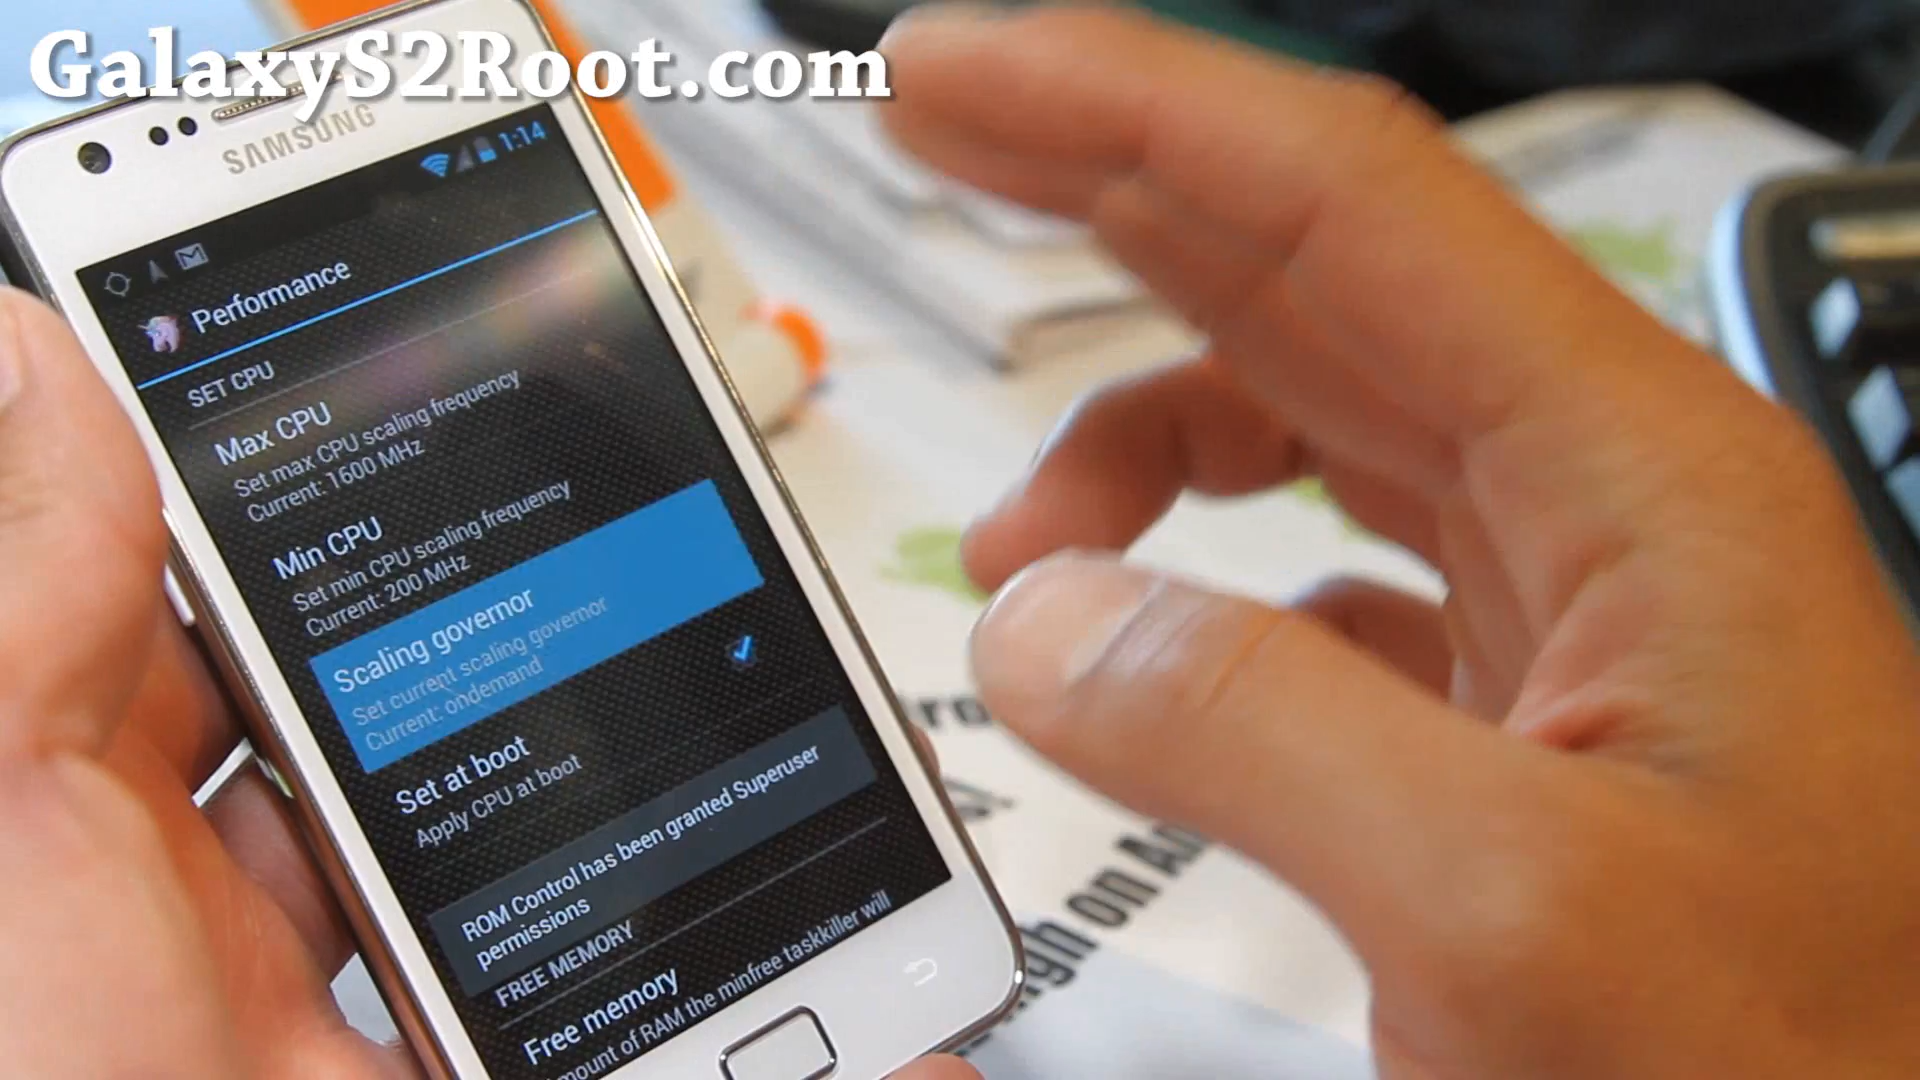 GalaxyS2Root.com
SAMSUNG
1:14
Performance
SET CPU
Max CPU
Set max CPU scaling frequency
Current: 1600 MHz
Min CPU
Set min CPU scaling frequency
Current: 200 MHz
Scaling governor
Set current scaling governor
Current: ondemand
Set at boot
Apply CPU at boot
ROM Control has been granted Superuser
permissions
FREE MEMORY
Free memory
mount of RAM the minfree taskkiller will
on